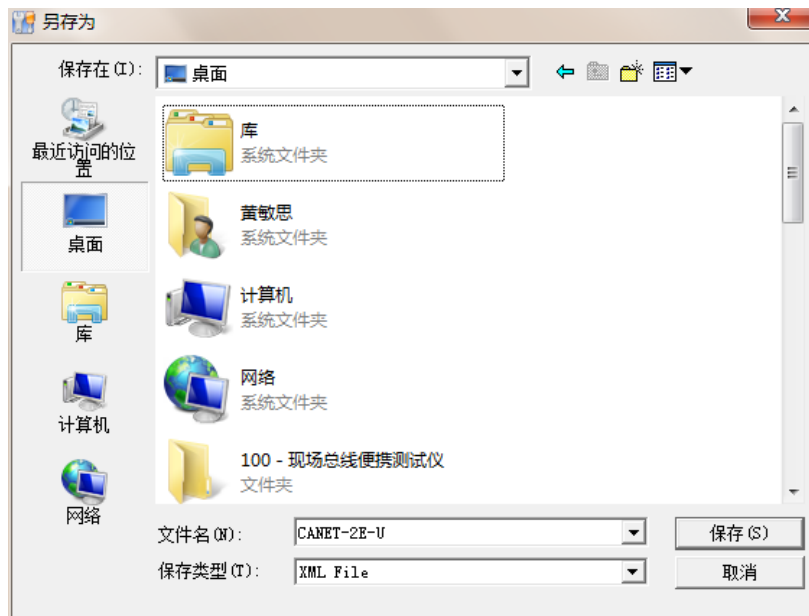 另存为
保存在(I):
桌面
最近访问的位
置
桌面
库
计算机
网络
库
系统文件夹
黄敏思
系统文件夹
计算机
系统文件夹
网络
系统文件夹
100 - 现场总线便携测试仪
文件夹
文件名(N):
CANET-2E-U
保存(S)
保存类型(T):
XML File
取消